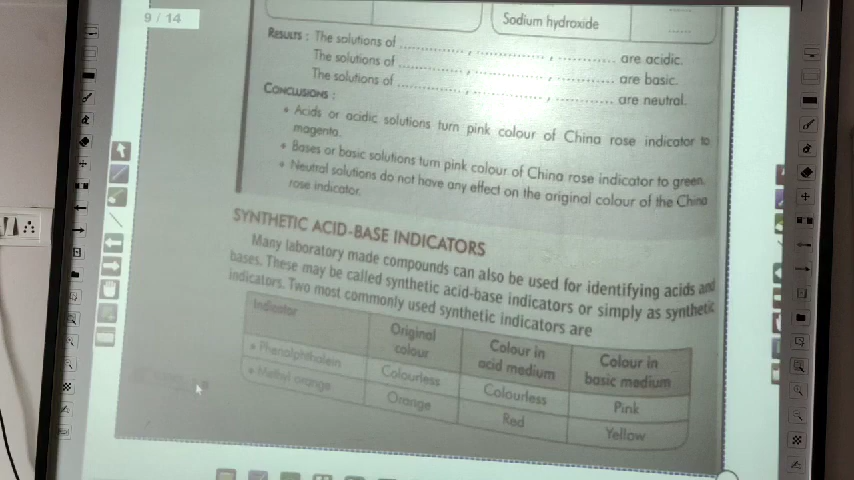 9 / 14
Sodium hydroxide
RESULTS : The solutions of .................. , .................. , ............... are acidic.
The solutions of .................. , .................. , ............... are basic.
The solutions of .................. , .................. , ............... are neutral.
CONCLUSIONS :
• Acids or acidic solutions turn pink colour of China rose indicator to
magenta.
• Bases or basic solutions turn pink colour of China rose indicator to green.
• Neutral solutions do not have any effect on the original colour of the China
rose indicator.
SYNTHETIC ACID-BASE INDICATORS
Many laboratory made compounds can also be used for identifying acids and
bases. These may be called synthetic acid-base indicators or simply as synthetic
indicators. Two most commonly used synthetic indicators are
Indicator Original colour Colour in acid medium Colour in basic medium
• Phenolphthalein Colourless Colourless Pink
• Methyl orange Orange Red Yellow